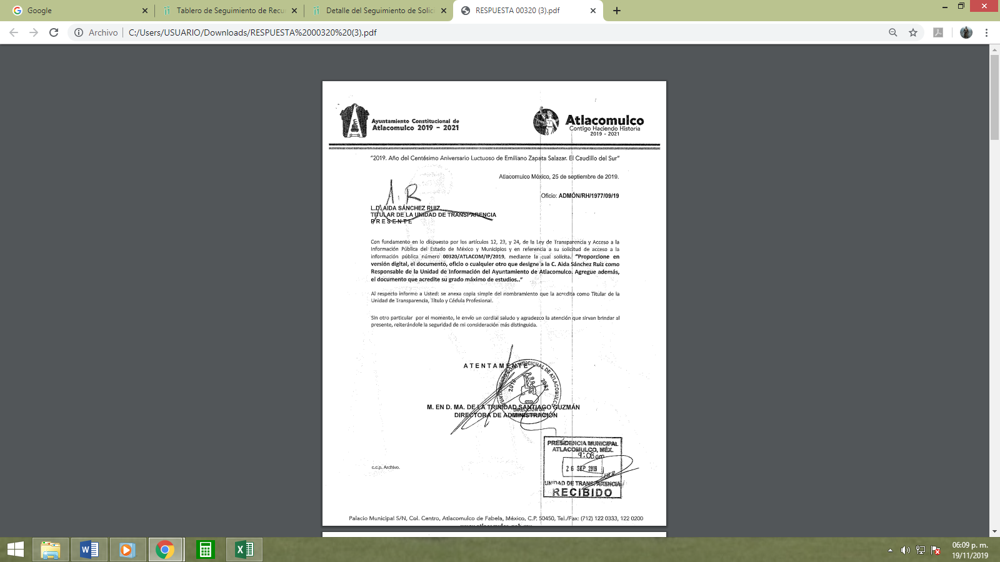 Google
Tablero de Seguimiento de Recu
Detalle del Seguimiento de Solici
RESPUESTA 00320 (3).pdf
Archivo
C:/Users/USUARIO/Downloads/RESPUESTA%2000320%20(3).pdf
Ayuntamiento Constitucional de
Atlacomulco 2019 - 2021
Atlacomulco
Contigo Haciendo Historia
2019 - 2021
"2019. Año del Centésimo Aniversario Luctuoso de Emiliano Zapata Salazar. El Caudillo del Sur"
Atlacomulco México, 25 de septiembre de 2019.
Oficio: ADMÓN/RH/1977/09/19
A.R
L.D. AIDA SÁNCHEZ RUIZ.
TITULAR DE LA UNIDAD DE TRANSPARENCIA
P R E S E N T E
Con fundamento en lo dispuesto por los artículos 12, 23, y 24, de la Ley de Transparencia y Acceso a la
Información Pública del Estado de México y Municipios y en referencia a su solicitud de acceso a la
información pública número 00320/ATLACOM/IP/2019, mediante la cual solicita. "Proporcione en
versión digital, el documento, oficio o cualquier otro que designe a la C. Aida Sánchez Ruiz como
Responsable de la Unidad de Información del Ayuntamiento de Atlacomulco. Agregue además,
el documento que acredite su grado máximo de estudios.."
Al respecto informo a Usted: se anexa copia simple del nombramiento que la acredita como Titular de la
Unidad de Transparencia, Título y Cédula Profesional.
Sin otro particular por el momento, le envío un cordial saludo y agradezco la atención que sirvan brindar al
presente, reiterándole la seguridad de mi consideración más distinguida.
A T E N T A M E N T E
2019 2021
DIRECCIÓN DE
M. EN D. MA. DE LA TRINIDAD SANTIAGO GUZMÁN
DIRECTORA DE ADMINISTRACIÓN
PRESIDENCIA MUNICIPAL
ATLACOMULCO, MÉX.
9:08 am
26 SEP 2019
UNIDAD DE TRANSPARENCIA
RECIBIDO
c.c.p. Archivo.
Palacio Municipal S/N, Col. Centro, Atlacomulco de Fabela, México, C.P. 50450, Tel./Fax: (712) 122 0333, 122 0200
06:09 p. m.
19/11/2019